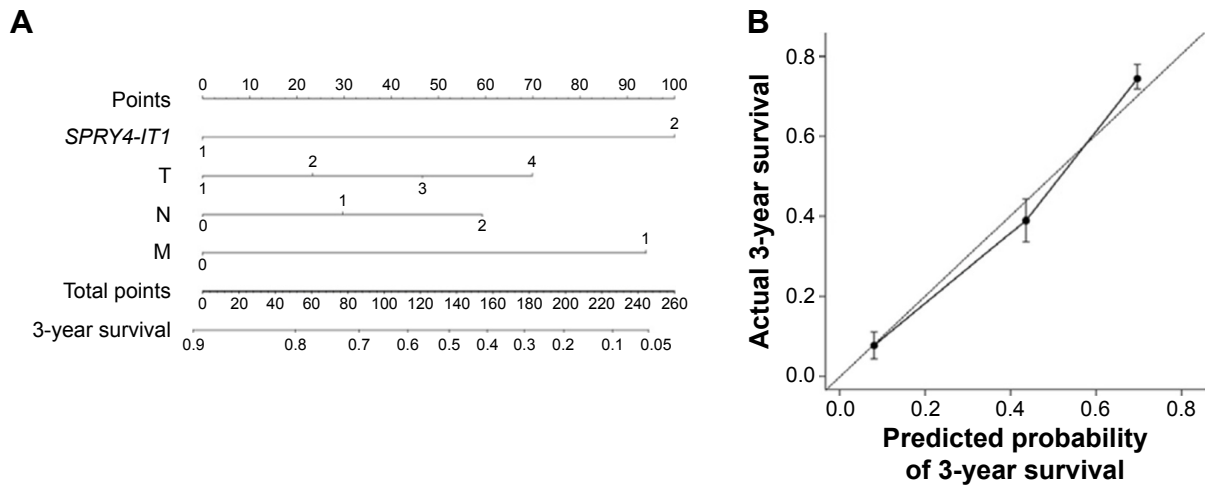 A
0 10 20 30 40 50 60 70 80 90 100
Points
2
SPRY4-IT1
1
2 4
T
1 3
1
N
0 2
1
M
0
Total points
0 20 40 60 80 100 120 140 160 180 200 220 240 260
3-year survival
0.9 0.8 0.7 0.6 0.5 0.4 0.3 0.2 0.1 0.05
B
0.8
0.6
0.4
0.2
0.0
Actual 3-year survival
0.0 0.2 0.4 0.6 0.8
Predicted probability
of 3-year survival